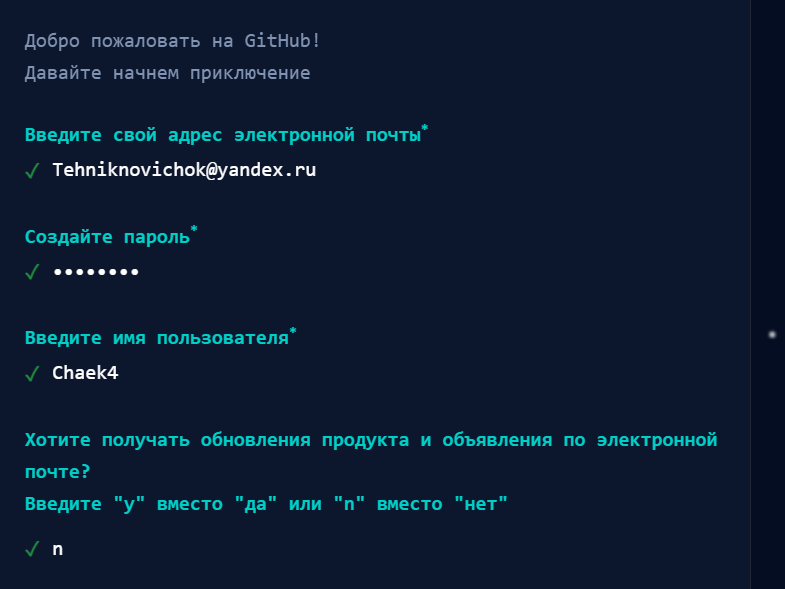 Добро пожаловать на GitHub!
Давайте начнем приключение
Введите свой адрес электронной почты*
✓ Tehniknovichok@yandex.ru
Создайте пароль*
✓ ••••••••
Введите имя пользователя*
✓ Chaek4
Хотите получать обновления продукта и объявления по электронной
почте?
Введите "y" вместо "да" или "n" вместо "нет"
✓ n